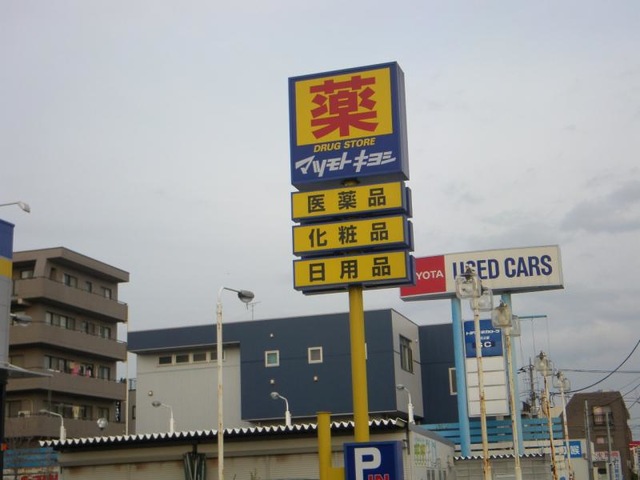 薬
DRUG STORE
マツモトキヨシ
医薬品
化粧品
日用品
YOTA USED CARS
P
IN